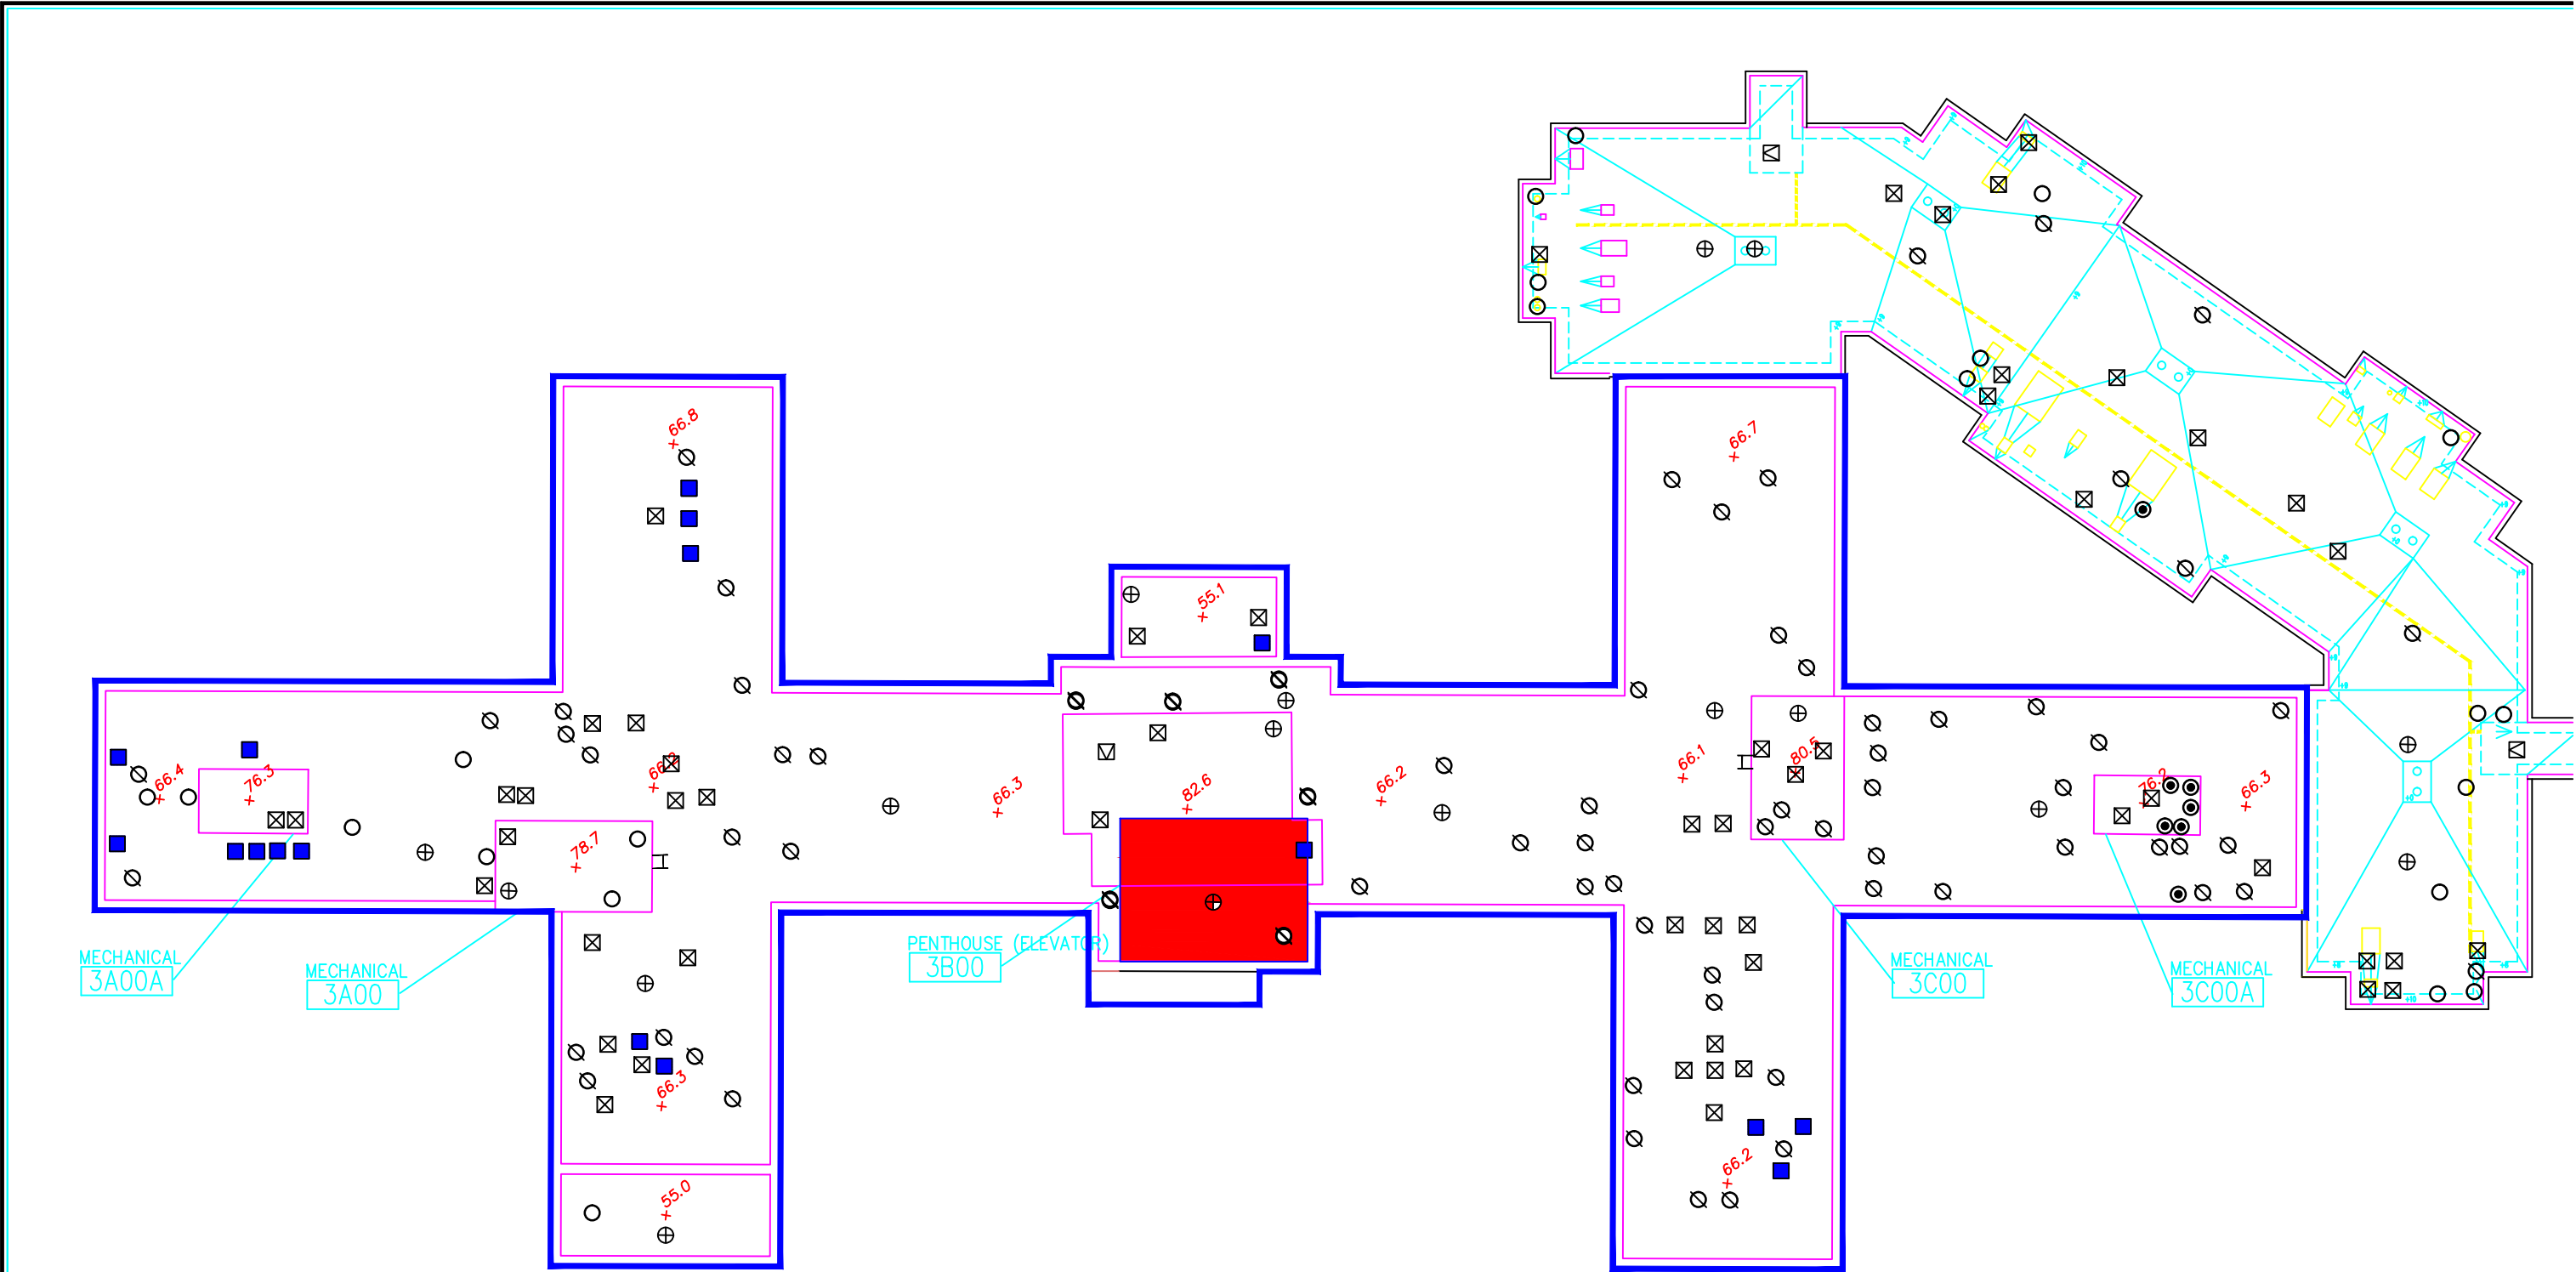 66.8
66.7
55.1
66.4
76.3
66.3
82.6
66.2
66.1
80.5
76.2
66.3
78.7
MECHANICAL
3A00A
MECHANICAL
3A00
PENTHOUSE (ELEVATOR)
3B00
MECHANICAL
3C00
MECHANICAL
3C00A
66.3
66.2
55.0